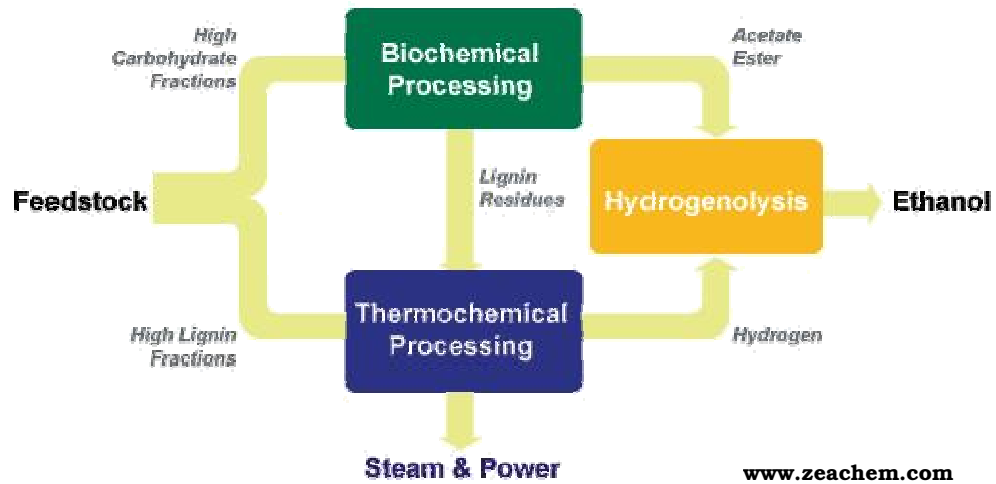 High
Carbohydrate
Fractions
Biochemical
Processing
Acetate
Ester
Feedstock
Lignin
Residues
Hydrogenolysis
Ethanol
High Lignin
Fractions
Thermochemical
Processing
Hydrogen
Steam & Power
www.zeachem.com